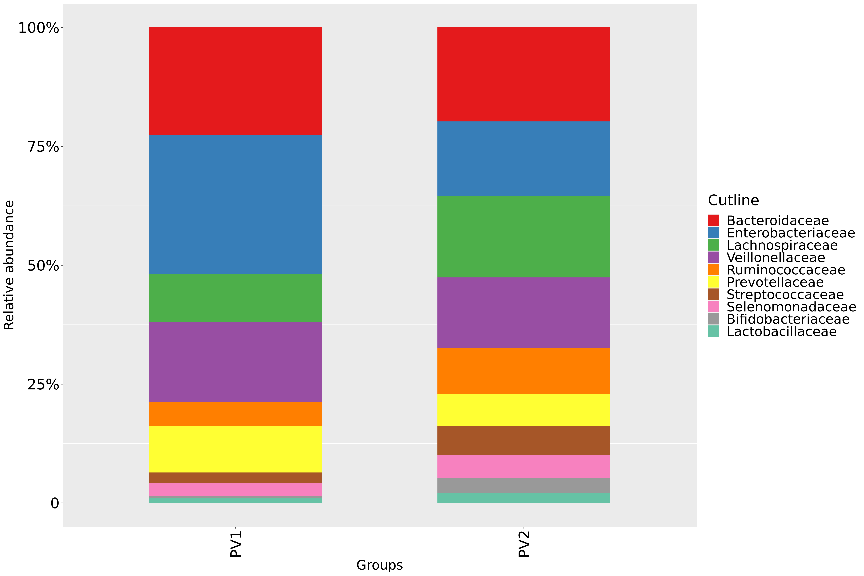 100%
75%
50%
25%
0
Relative abundance
PV1
PV2
Groups
Cutline
Bacteroidaceae
Enterobacteriaceae
Lachnospiraceae
Veillonellaceae
Ruminococcaceae
Prevotellaceae
Streptococcaceae
Selenomonadaceae
Bifidobacteriaceae
Lactobacillaceae